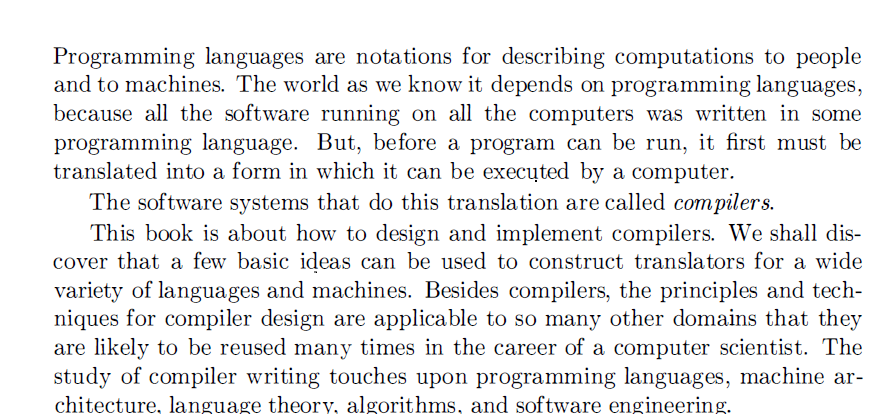 Programming languages are notations for describing computations to people
and to machines. The world as we know it depends on programming languages,
because all the software running on all the computers was written in some
programming language. But, before a program can be run, it first must be
translated into a form in which it can be executed by a computer.
The software systems that do this translation are called compilers.
This book is about how to design and implement compilers. We shall dis-
cover that a few basic ideas can be used to construct translators for a wide
variety of languages and machines. Besides compilers, the principles and tech-
niques for compiler design are applicable to so many other domains that they
are likely to be reused many times in the career of a computer scientist. The
study of compiler writing touches upon programming languages, machine ar-
chitecture, language theory, algorithms, and software engineering.